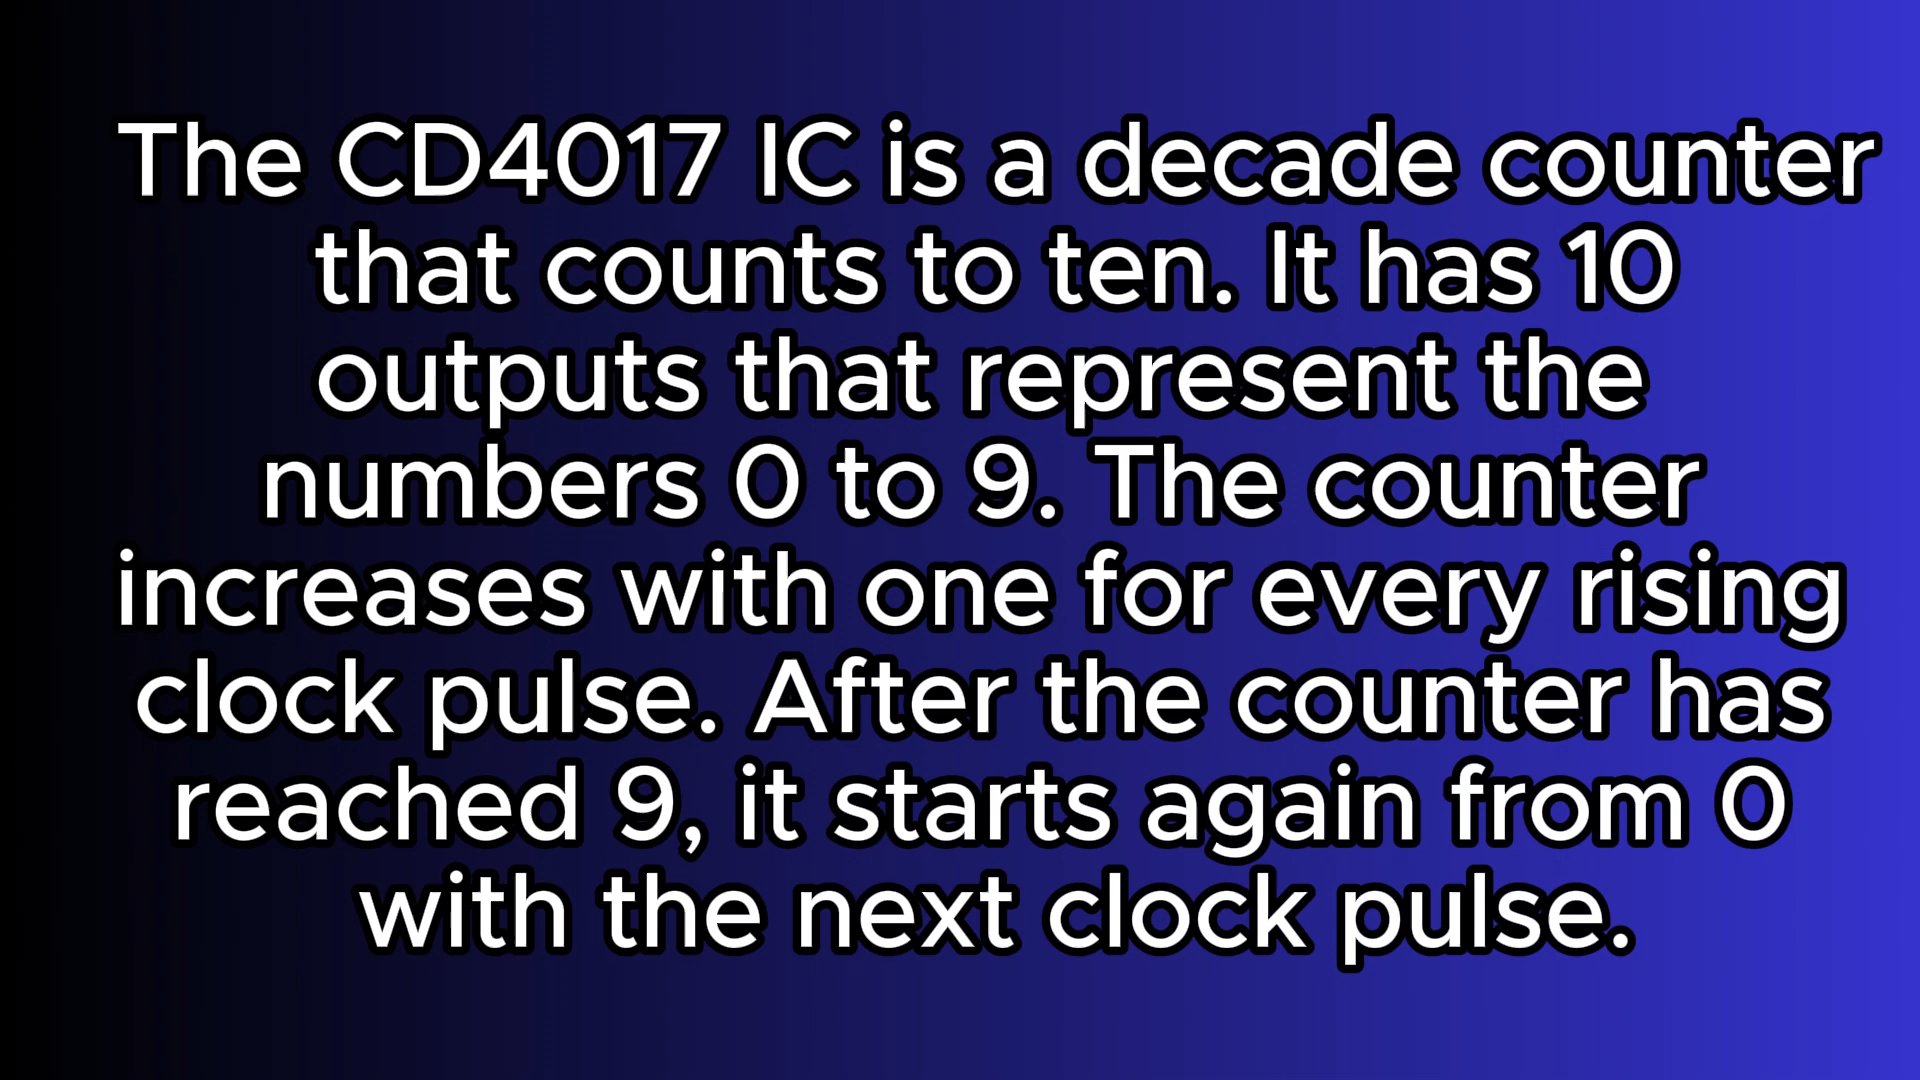 The CD4017 IC is a decade counter
that counts to ten. It has 10
outputs that represent the
numbers 0 to 9. The counter
increases with one for every rising
clock pulse. After the counter has
reached 9, it starts again from 0
with the next clock pulse.